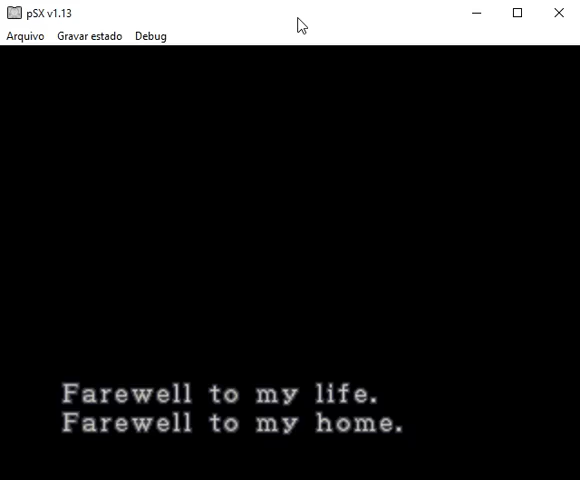 pSX v1.13
Arquivo Gravar estado Debug
Farewell to my life.
Farewell to my home.